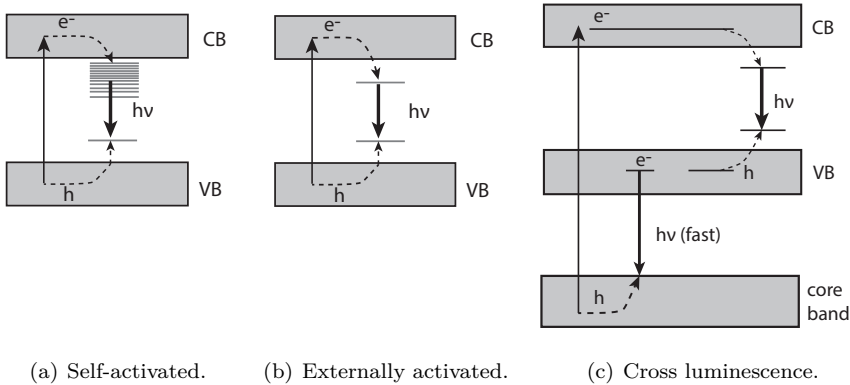 e-
CB
hν
h
VB
(a) Self-activated.
e-
CB
hν
h
VB
(b) Externally activated.
e-
CB
hν
e-
h
VB
hν (fast)
h
core
band
(c) Cross luminescence.